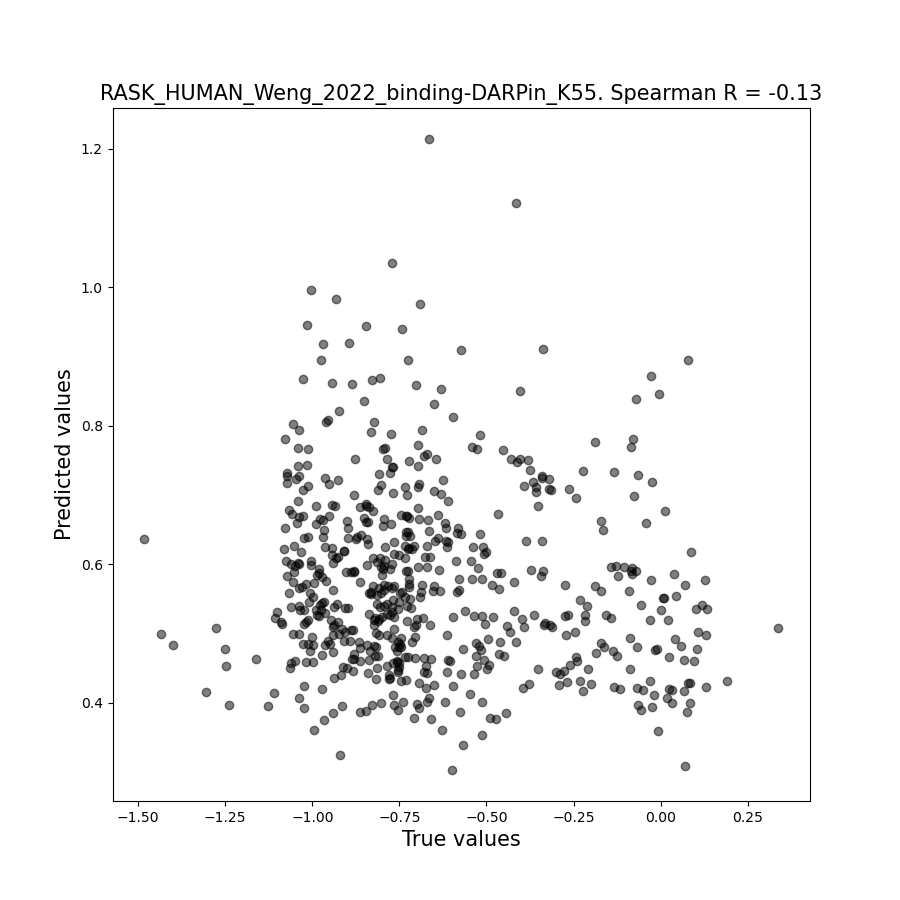 RASK_HUMAN_Weng_2022_binding-DARPin_K55. Spearman R = -0.13
Predicted values
1.2
1.0
0.8
0.6
0.4
−1.50 −1.25 −1.00 −0.75 −0.50 −0.25 0.00 0.25
True values